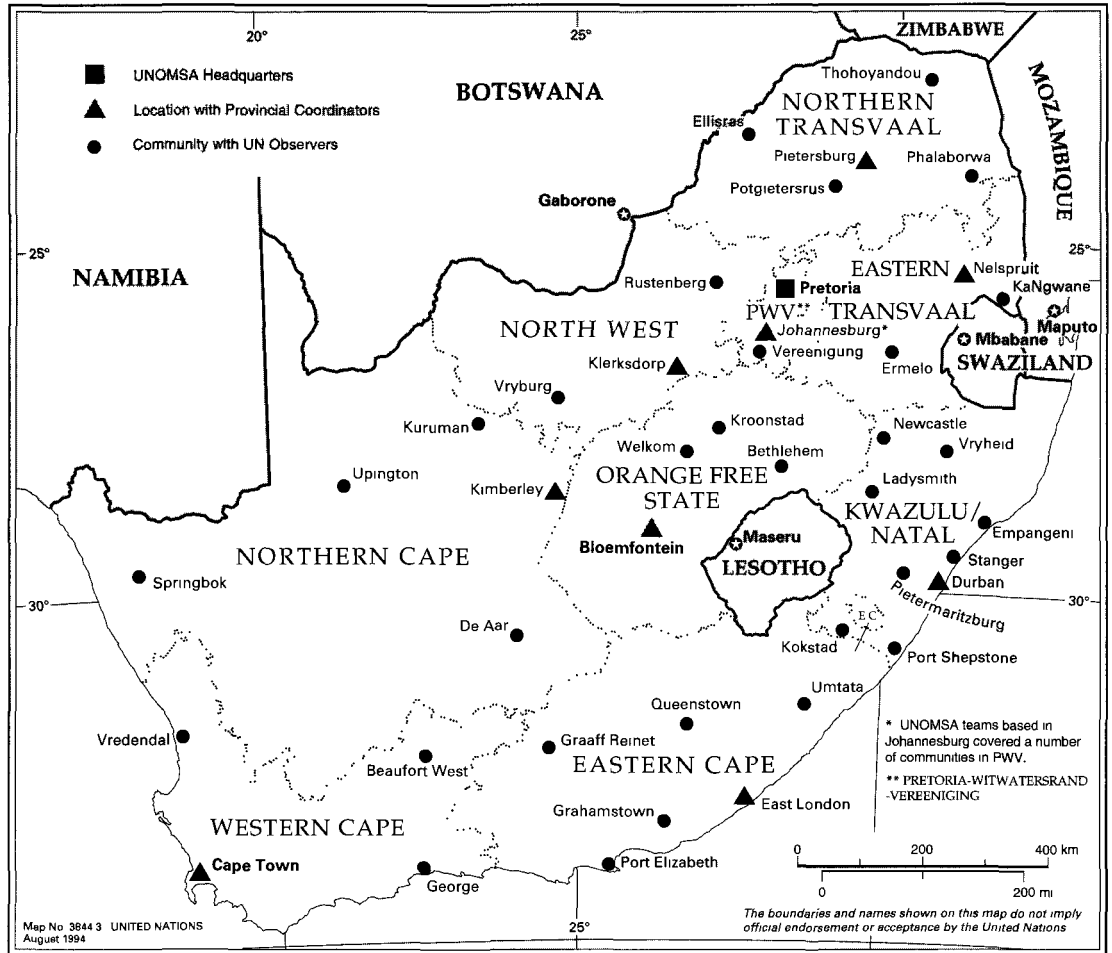 20°
25°
ZIMBABWE
UNOMSA Headquarters
Location with Provincial Coordinators
Community with UN Observers
BOTSWANA
MOZAMBIQUE
Thohoyandou
NORTHERN
TRANSVAAL
Ellisras
Pietersburg
Phalaborwa
Potgietersrus
Gaborone
25°
25°
NAMIBIA
EASTERN
Nelspruit
Rustenberg
Pretoria
KaNgwane
PWV**
TRANSVAAL
NORTH WEST
Johannesburg*
Maputo
Mbabane
Vereenigung
SWAZILAND
Klerksdorp
Ermelo
Vryburg
Kuruman
Kroonstad
Newcastle
Welkom
Vryheid
Bethlehem
Upington
ORANGE FREE
STATE
Ladysmith
Kimberley
KWAZULU/
NATAL
Empangeni
Bloemfontein
Maseru
NORTHERN CAPE
LESOTHO
Stanger
Springbok
Durban
Pietermaritzburg
30°
30°
E C
De Aar
Kokstad
Port Shepstone
Umtata
Queenstown
* UNOMSA teams based in
Johannesburg covered a number
of communities in PWV.
** PRETORIA-WITWATERSRAND
-VEREENIGING
Vredendal
Graaff Reinet
Beaufort West
EASTERN CAPE
East London
Grahamstown
WESTERN CAPE
0 200 400 km
Cape Town
Port Elizabeth
George
0 200 mi
Map No 3844 3 UNITED NATIONS
August 1994
25°
The boundaries and names shown on this map do not imply
official endorsement or acceptance by the United Nations